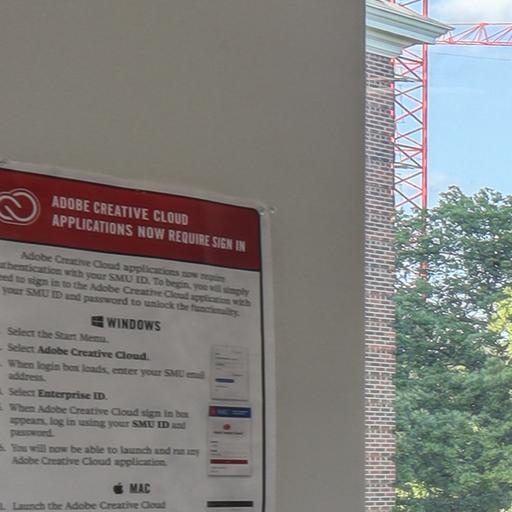 ADOBE CREATIVE CLOUD
APPLICATIONS NOW REQUIRE SIGN IN
Adobe Creative Cloud applications now require
uthentication with your SMU ID. To begin, you will simply
eed to sign in to the Adobe Creative Cloud application with
your SMU ID and password to unlock the functionality.
WINDOWS
Select the Start Menu.
Select Adobe Creative Cloud.
When login box loads, enter your SMU email
address.
Select Enterprise ID.
When Adobe Creative Cloud sign in box
appears, log in using your SMU ID and
password.
You will now be able to launch and run any
Adobe Creative Cloud application.
MAC
1. Launch the Adobe Creative Cloud